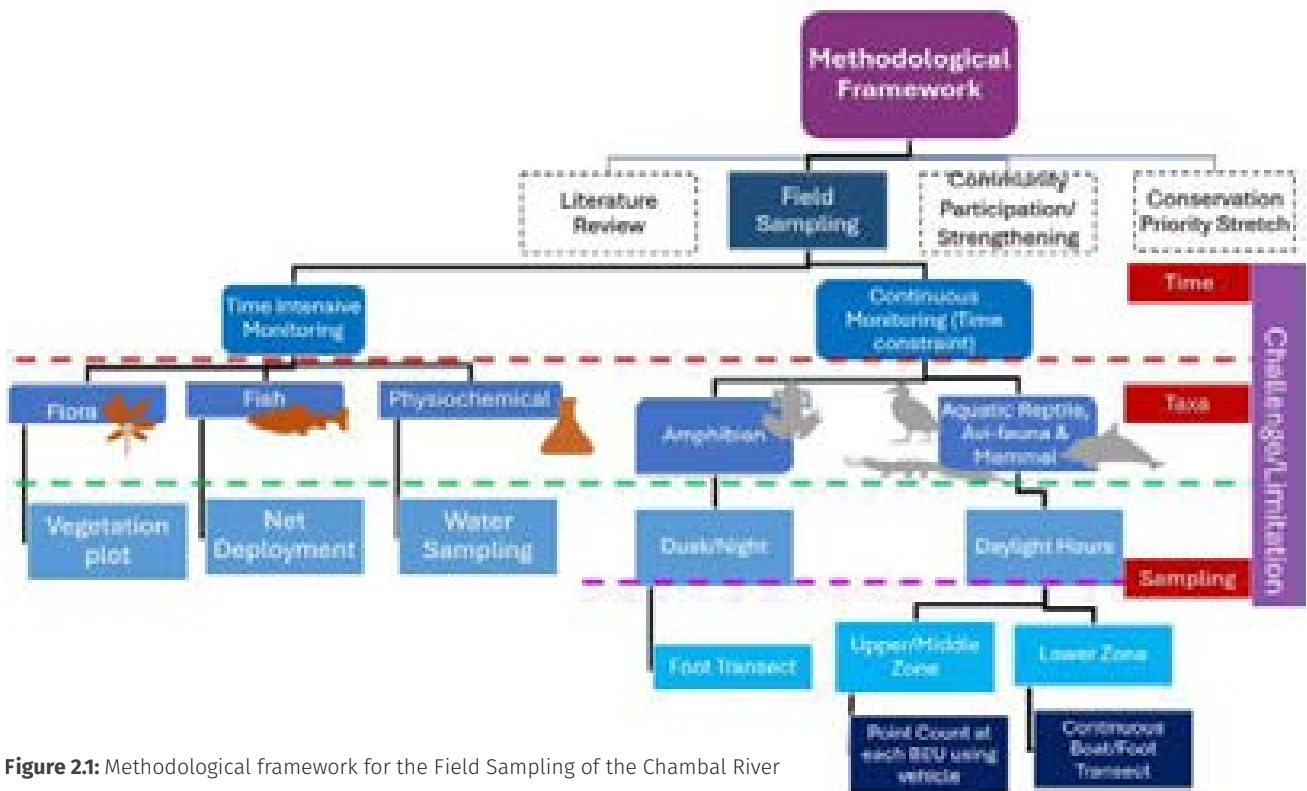 Methodological
Framework
Literature
Review
Field
Sampling
Community
Participation/
Strengthening
Conservation
Priority Stretch
Time Intensive
Monitoring
Continuous
Monitoring (Time
constraint)
Time
Challenge/Limitation
Flora
Fish
Physiochemical
Amphibian
Aquatic Reptile,
Avi-fauna &
Mammal
Taxa
Vegetation
plot
Net
Deployment
Water
Sampling
Dusk/Night
Daylight Hours
Sampling
Foot Transect
Upper/Middle
Zone
Lower Zone
Point Count at
each BEU using
vehicle
Continuous
Boat/Foot
Transect
Figure 2.1: Methodological framework for the Field Sampling of the Chambal River